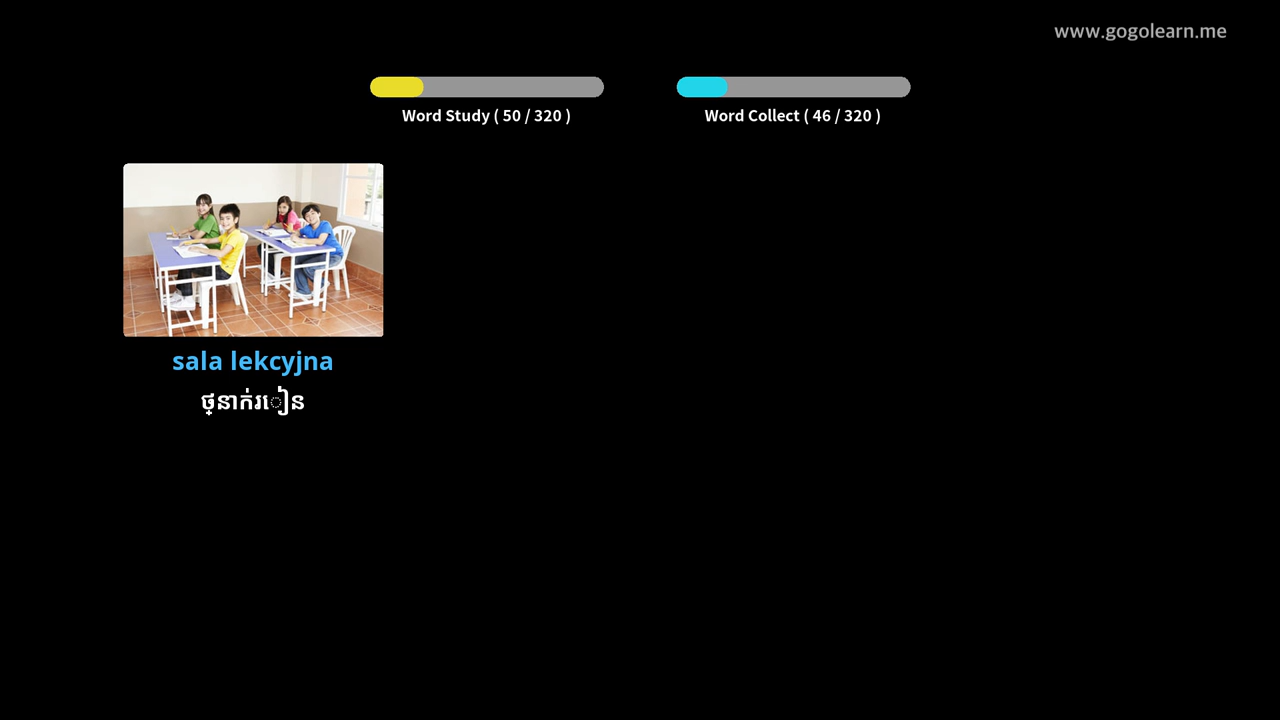 www.gogolearn.me
Word Study ( 50 / 320 )
Word Collect ( 46 / 320 )
sala lekcyjna
ថ្នាក់រៀន